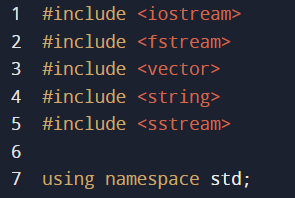 1 #include <iostream>
2 #include <fstream>
3 #include <vector>
4 #include <string>
5 #include <sstream>
6
7 using namespace std;